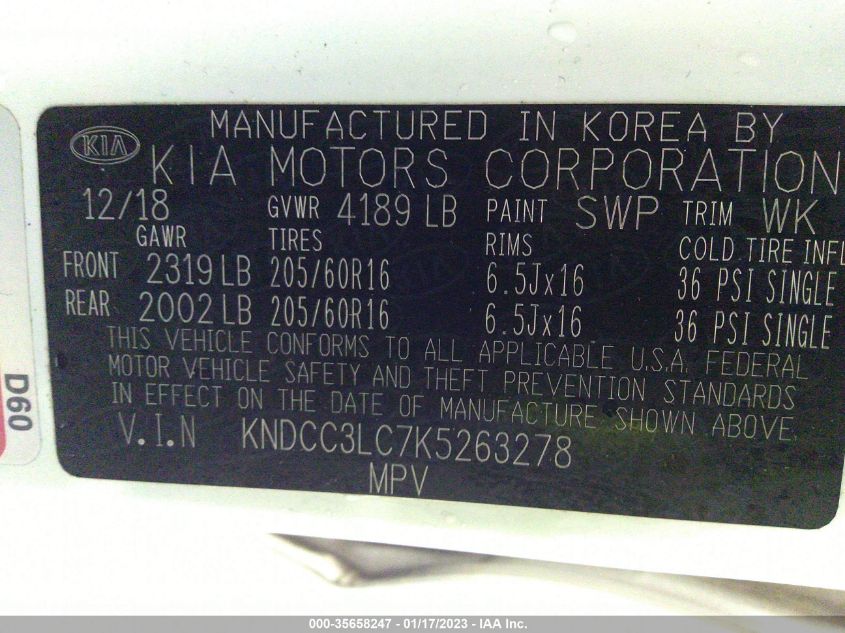 MANUFACTURED IN KOREA BY
KIA KIA MOTORS CORPORATION
12/18 GVWR 4189 LB PAINT SWP TRIM WK
GAWR TIRES RIMS COLD TIRE INFL
FRONT 2319 LB 205/60R16 6.5Jx16 36 PSI SINGLE
REAR 2002 LB 205/60R16 6.5Jx16 36 PSI SINGLE
THIS VEHICLE CONFORMS TO ALL APPLICABLE U.S.A. FEDERAL
MOTOR VEHICLE SAFETY AND THEFT PREVENTION STANDARDS
IN EFFECT ON THE DATE OF MANUFACTURE SHOWN ABOVE.
V.I.N KNDCC3LC7K5263278
MPV
D60
000-35658247 - 01/17/2023 - IAA Inc.